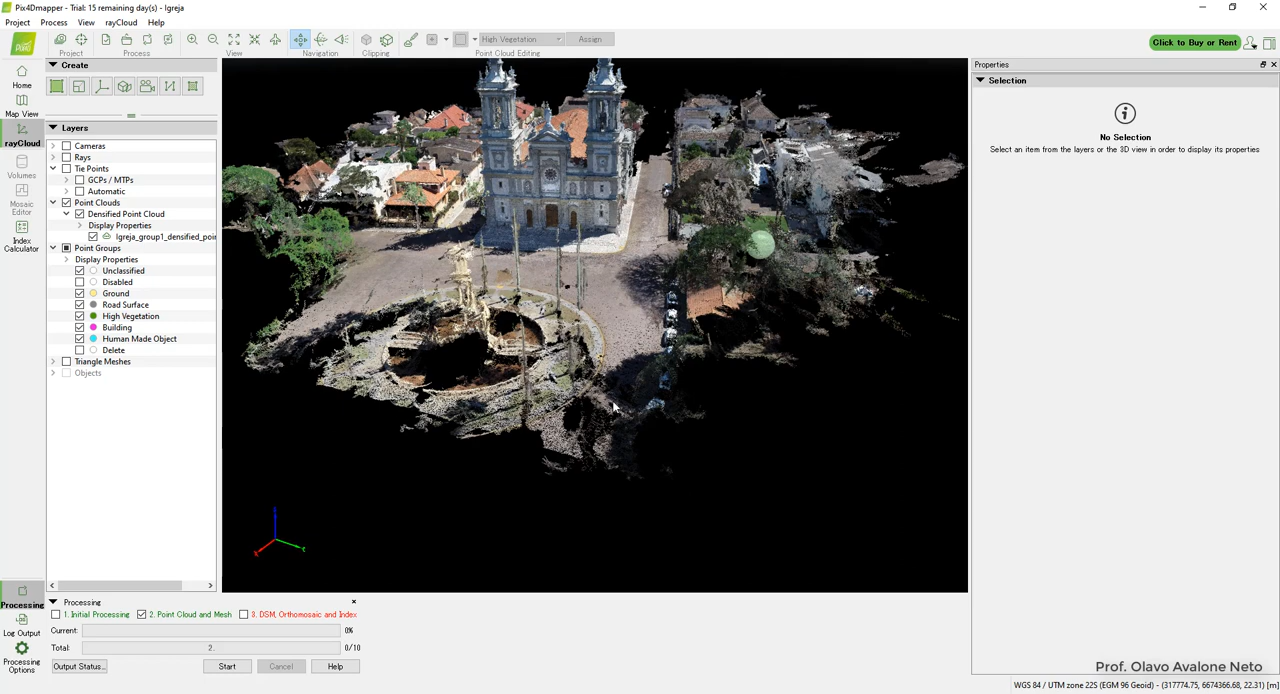 Pix4Dmapper - Trial: 15 remaining day(s) - Igreja
Project Process View rayCloud Help
High Vegetation Assign
Project Process View Navigation Clipping Point Cloud Editing
Click to Buy or Rent
Home
Map View
rayCloud
Volumes
Mosaic
Editor
Index
Calculator
Create
Layers
Cameras
Rays
Tie Points
GCPs / MTPs
Automatic
Point Clouds
Densified Point Cloud
Display Properties
Igreja_group1_densified_poin
Point Groups
Display Properties
Unclassified
Disabled
Ground
Road Surface
High Vegetation
Building
Human Made Object
Delete
Triangle Meshes
Objects
Properties
Selection
No Selection
Select an item from the layers or the 3D view in order to display its properties
Processing
Log Output
Processing
Options
Processing
1. Initial Processing 2. Point Cloud and Mesh 3. DSM, Orthomosaic and Index
Current: 0%
Total: 2. 0/10
Output Status... Start Cancel Help
Prof. Olavo Avalone Neto
WGS 84 / UTM zone 22S (EGM 96 Geoid) - (317774.75, 6674366.68, 22.31) [m]